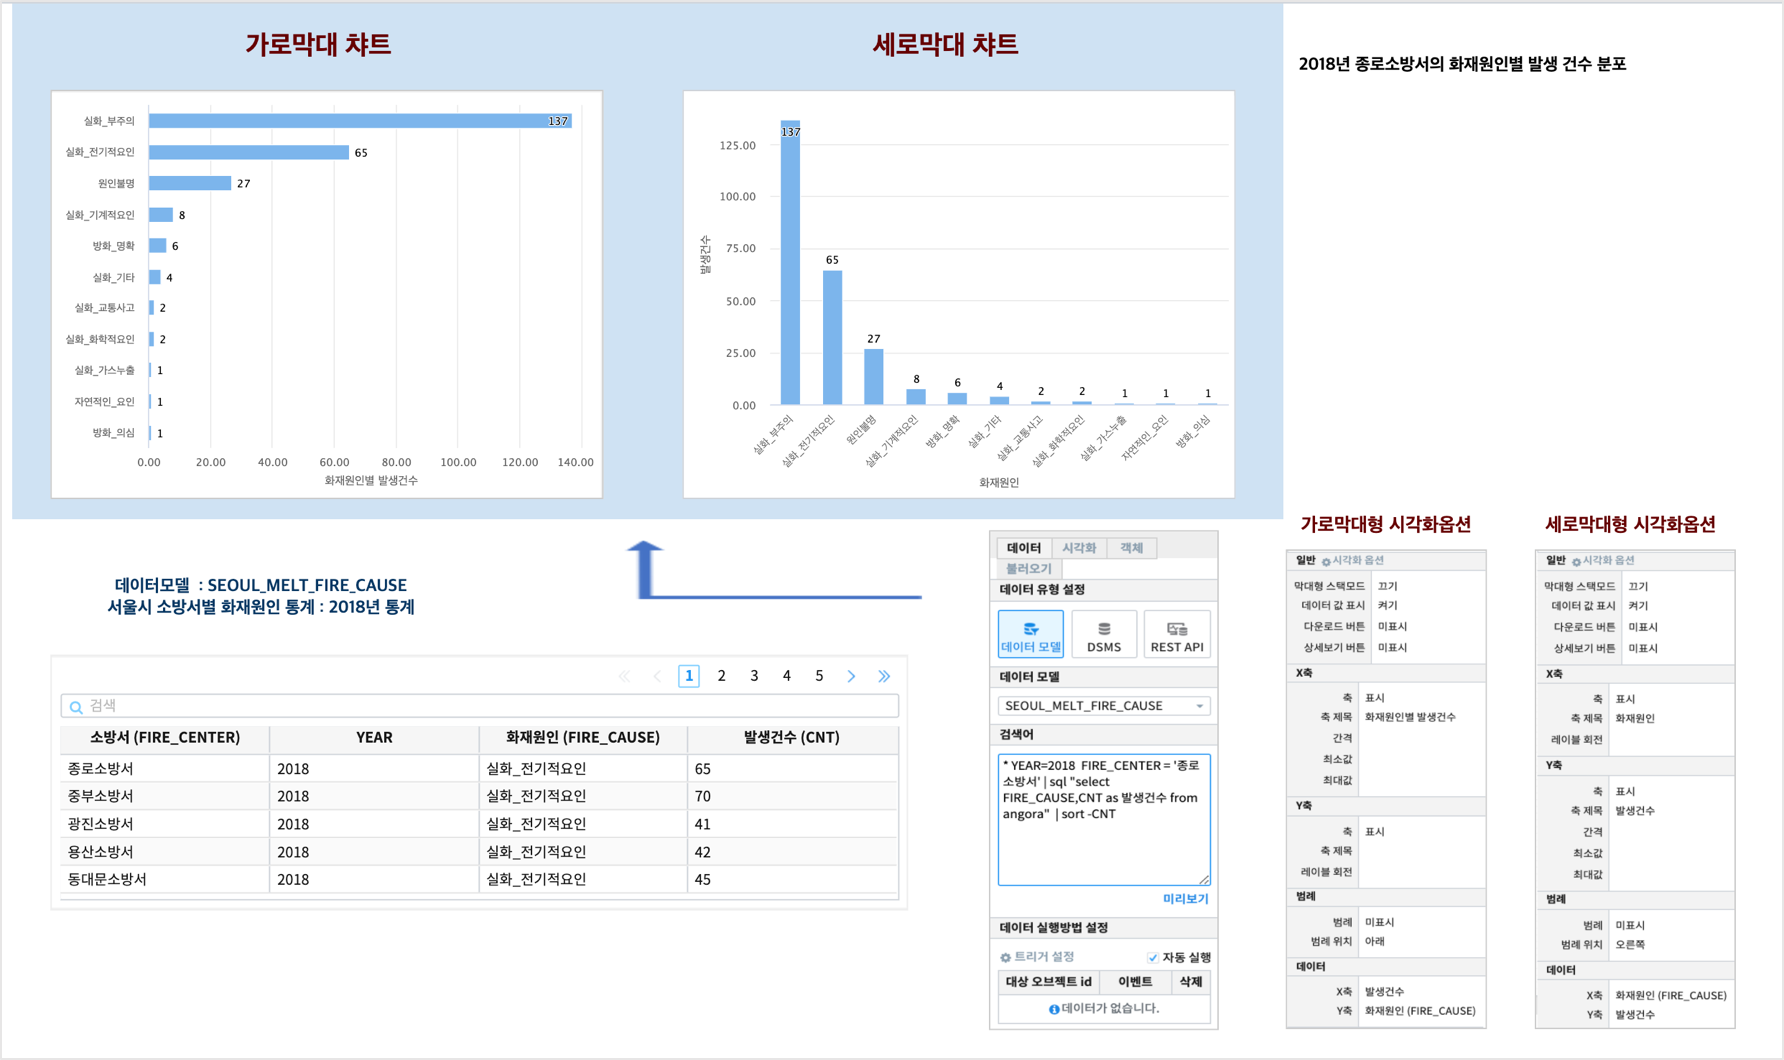 가로막대 챠트
세로막대 챠트
2018년 종로소방서의 화재원인별 발생 건수 분포
실화_부주의
137
실화_전기적요인
65
원인불명
27
실화_기계적요인
8
방화_명확
6
실화_기타
4
실화_교통사고
2
실화_화학적요인
2
실화_가스누출
1
자연적인_요인
1
방화_의심
1
0.00 20.00 40.00 60.00 80.00 100.00 120.00 140.00
화재원인별 발생건수
발생건수
125.00
100.00
75.00
50.00
25.00
0.00
137 65 27 8 6 4 2 2 1 1 1
실화_부주의
실화_전기적요인
원인불명
실화_기계적요인
방화_명확
실화_기타
실화_교통사고
실화_화학적요인
실화_가스누출
자연적인_요인
방화_의심
화재원인
데이터모델 : SEOUL_MELT_FIRE_CAUSE
서울시 소방서별 화재원인 통계 : 2018년 통계
1 2 3 4 5
검색
소방서 (FIRE_CENTER) YEAR 화재원인 (FIRE_CAUSE) 발생건수 (CNT)
종로소방서 2018 실화_전기적요인 65
중부소방서 2018 실화_전기적요인 70
광진소방서 2018 실화_전기적요인 41
용산소방서 2018 실화_전기적요인 42
동대문소방서 2018 실화_전기적요인 45
데이터 시각화 객체
불러오기
데이터 유형 설정
데이터 모델 DSMS REST API
데이터 모델
SEOUL_MELT_FIRE_CAUSE
검색어
* YEAR=2018 FIRE_CENTER = '종로
소방서' | sql "select
FIRE_CAUSE,CNT as 발생건수 from
angora" | sort -CNT
미리보기
데이터 실행방법 설정
트리거 설정 자동 실행
대상 오브젝트 id 이벤트 삭제
데이터가 없습니다.
가로막대형 시각화옵션
일반 시각화 옵션
막대형 스택모드 끄기
데이터 값 표시 켜기
다운로드 버튼 미표시
상세보기 버튼 미표시
X축
축 표시
축 제목 화재원인별 발생건수
간격
최소값
최대값
Y축
축 표시
축 제목
레이블 회전
범례
범례 미표시
범례 위치 아래
데이터
X축 발생건수
Y축 화재원인 (FIRE_CAUSE)
세로막대형 시각화옵션
일반 시각화 옵션
막대형 스택모드 끄기
데이터 값 표시 켜기
다운로드 버튼 미표시
상세보기 버튼 미표시
X축
축 표시
축 제목 화재원인
레이블 회전
Y축
축 표시
축 제목 발생건수
간격
최소값
최대값
범례
범례 미표시
범례 위치 오른쪽
데이터
X축 화재원인 (FIRE_CAUSE)
Y축 발생건수